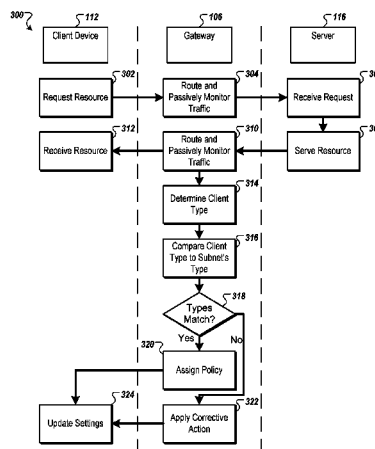 300
112
106
116
Client Device
Gateway
Server
302
304
Request Resource
Route and
Passively Monitor
Traffic
Receive Request
312
310
Receive Resource
Route and
Passively Monitor
Traffic
Serve Resource
314
Determine Client
Type
316
Compare Client
Type to Subnet's
Type
318
Types
Match?
Yes
No
320
Assign Policy
324
322
Update Settings
Apply Corrective
Action